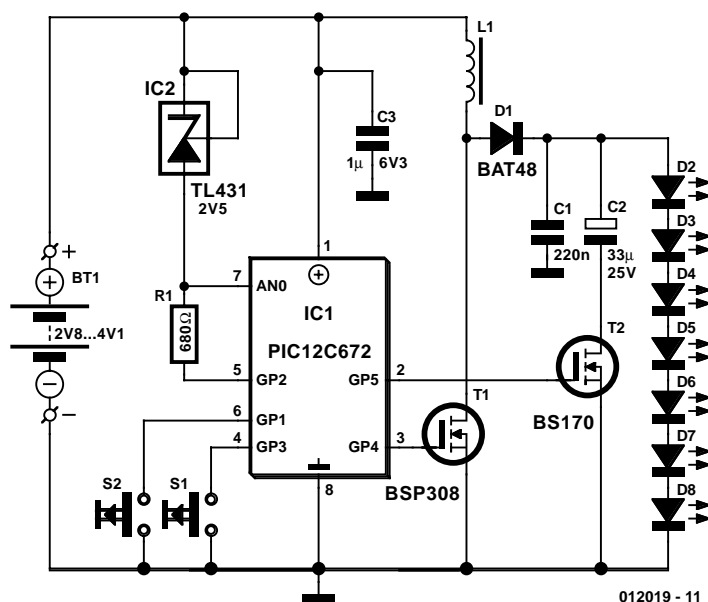 L1
IC2
C3
D1
1μ 6V3
BAT48
D2
TL431
2V5
C1
C2
D3
220n
33μ
25V
D4
+
BT1
2V8...4V1
–
1
7
AN0
IC1
PIC12C672
R1
680Ω
5
GP2
GP5
2
T2
D5
6
GP1
T1
D6
BS170
4
GP3
GP4
3
D7
BSP308
S2
S1
8
D8
012019 - 11